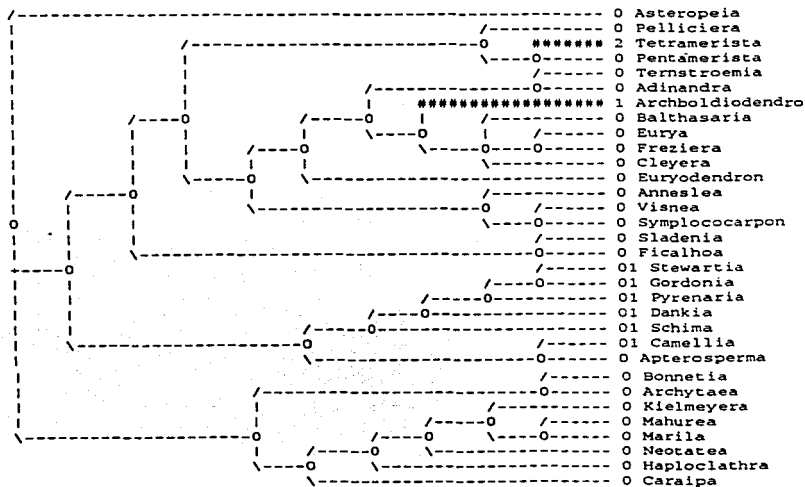 0 Asteropeia
0 Pelliciera
2 Tetramerista
0 Pentamerista
0 Ternstroemia
0 Adinandra
1 Archboldiodendro
0 Balthasaria
0 Eurya
0 Freziera
0 Cleyera
0 Euryodendron
0 Anneslea
0 Visnea
0 Symplococarpon
0 Sladenia
0 Ficalhoa
01 Stewartia
01 Gordonia
01 Pyrenaria
01 Dankia
01 Schima
01 Camellia
0 Apterosperma
0 Bonnetia
0 Archytaea
0 Kielmeyera
0 Mahurea
0 Marila
0 Neotatea
0 Haploclathra
0 Caraipa